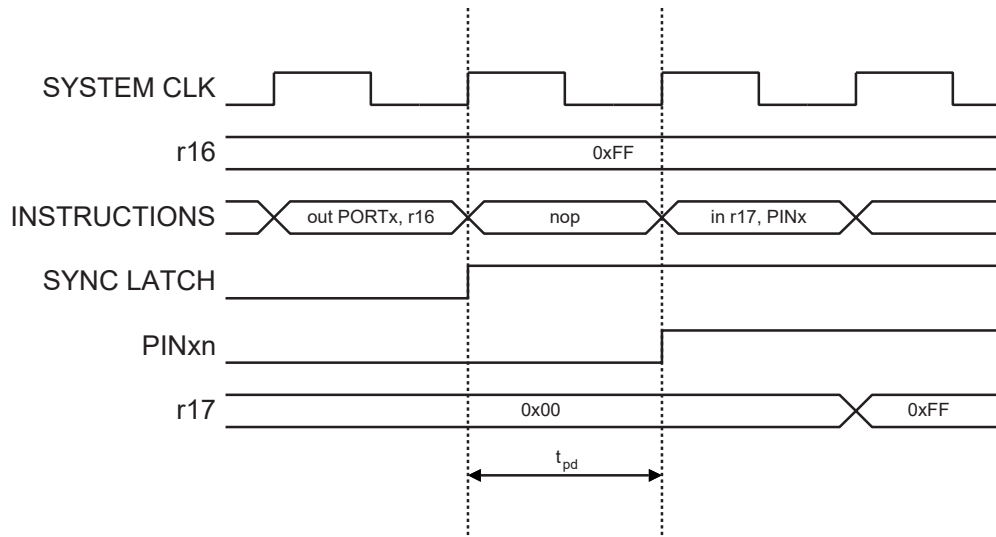 SYSTEM CLK
r16
0xFF
INSTRUCTIONS
out PORTx, r16
nop
in r17, PINx
SYNC LATCH
PINxn
r17
0x00
0xFF
tpd